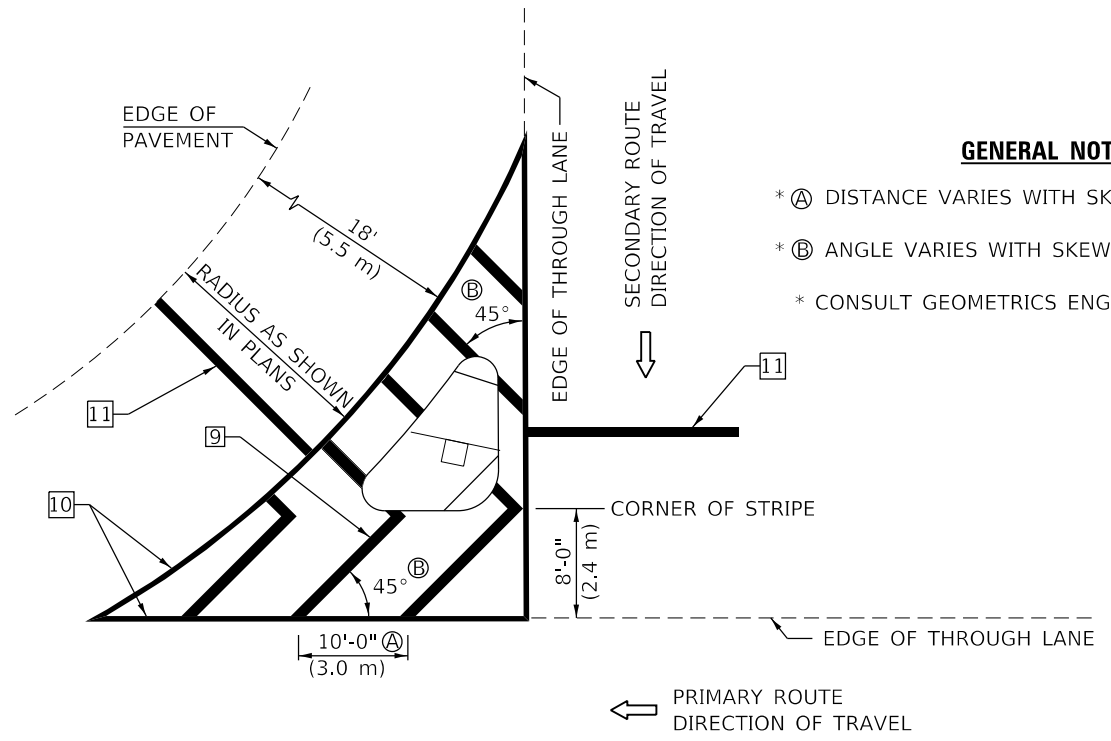 EDGE OF
PAVEMENT
18'
(5.5 m)
RADIUS AS SHOWN
IN PLANS
EDGE OF THROUGH LANE
SECONDARY ROUTE
DIRECTION OF TRAVEL
GENERAL NOT
* Ⓐ DISTANCE VARIES WITH SK
* Ⓑ ANGLE VARIES WITH SKEW
* CONSULT GEOMETRICS ENG
Ⓑ
45°
11
11
9
10
CORNER OF STRIPE
8'-0"
(2.4 m)
45° Ⓑ
10'-0" Ⓐ
(3.0 m)
EDGE OF THROUGH LANE
PRIMARY ROUTE
DIRECTION OF TRAVEL